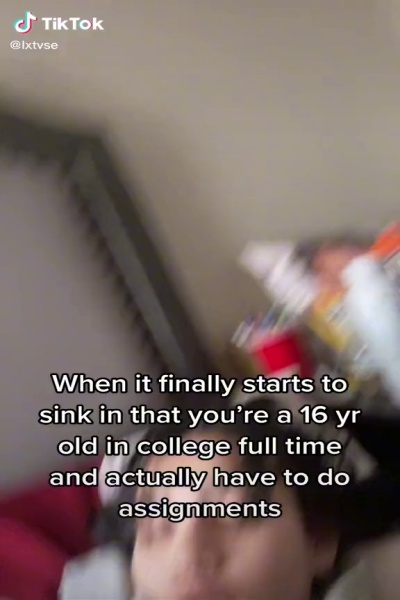 TikTok
@lxtvse
When it finally starts to
sink in that you're a 16 yr
old in college full time
and actually have to do
assignments